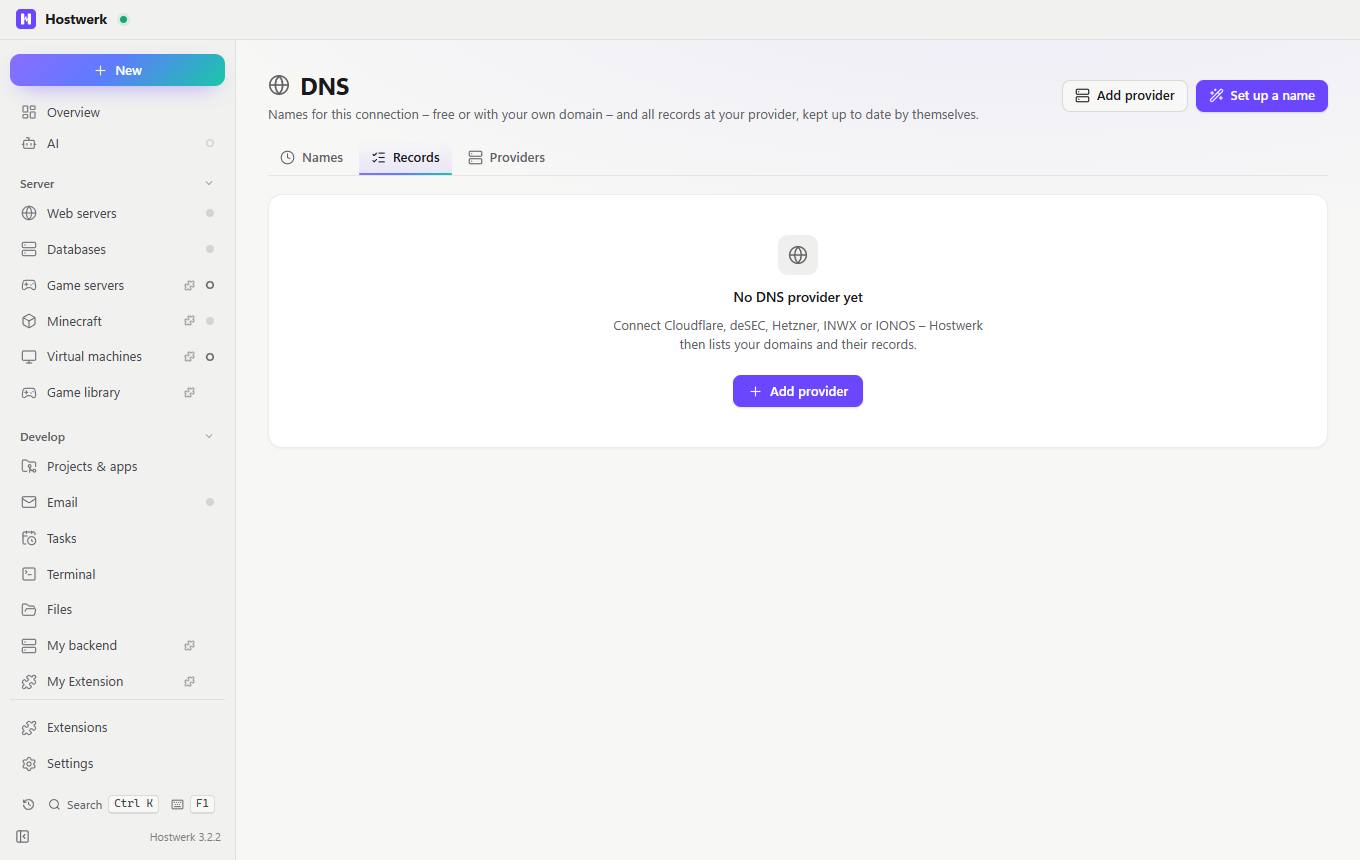 Hostwerk
New
Overview
AI
Server
Web servers
Databases
Game servers
Minecraft
Virtual machines
Game library
Develop
Projects & apps
Email
Tasks
Terminal
Files
My backend
My Extension
Extensions
Settings
Search Ctrl K F1
Hostwerk 3.2.2
DNS
Names for this connection – free or with your own domain – and all records at your provider, kept up to date by themselves.
Add provider
Set up a name
Names
Records
Providers
No DNS provider yet
Connect Cloudflare, deSEC, Hetzner, INWX or IONOS – Hostwerk
then lists your domains and their records.
Add provider